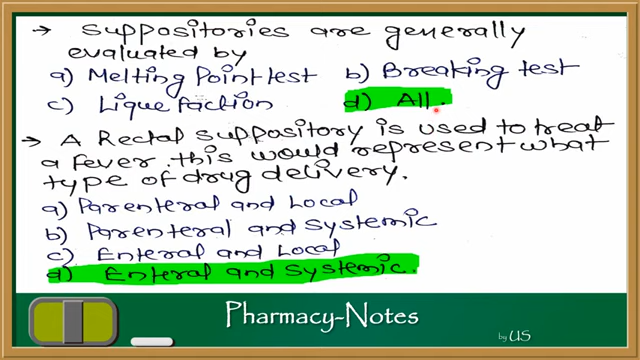 → Suppositories are generally
evaluated by
a) Melting Point test b) Breaking test
c) Lique faction d) All.
→ A Rectal suppository is used to treat
a fever. this would represent what
type of drug delivery.
a) Parenteral and Local
b) Parenteral and Systemic
c) Enteral and Local
d) Enteral and Systemic.
Pharmacy-Notes
by US